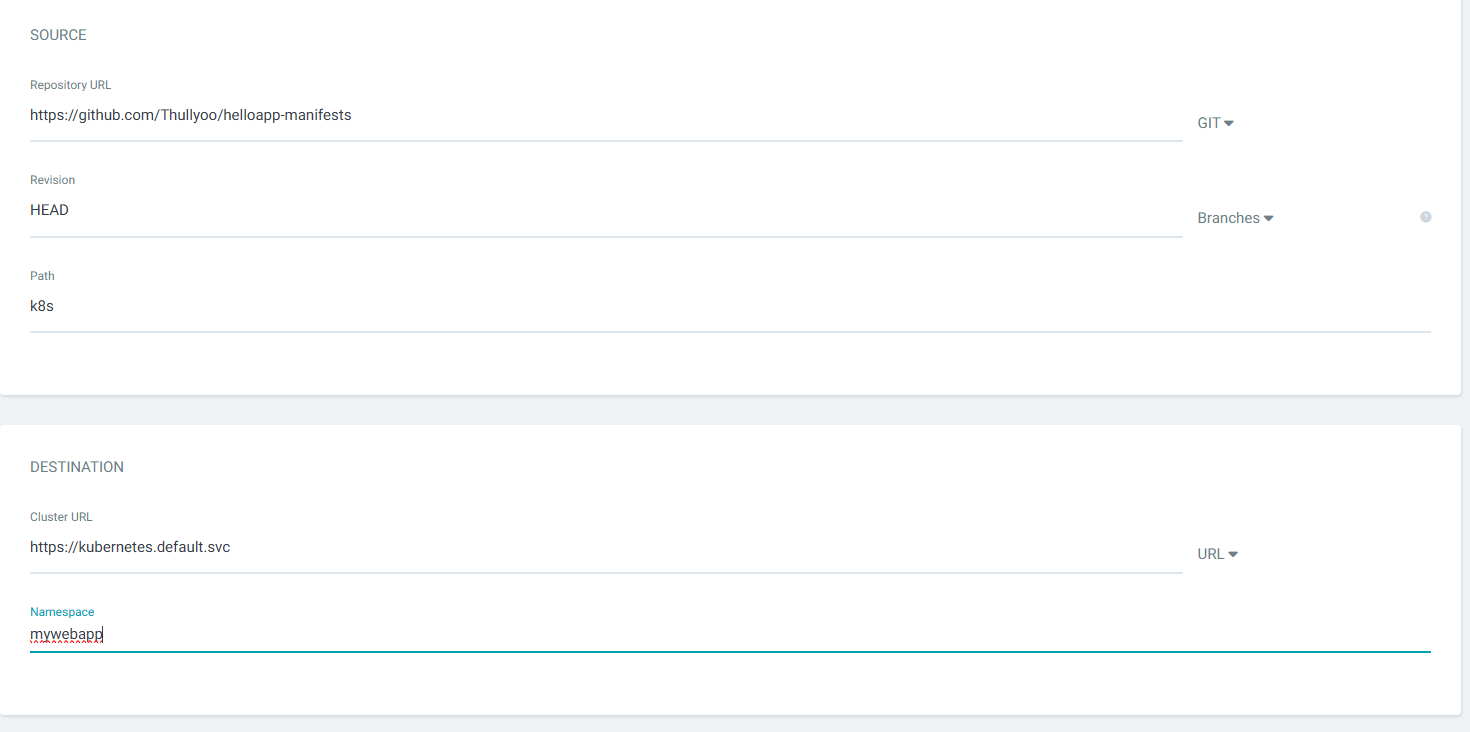 SOURCE
Repository URL
https://github.com/Thullyoo/helloapp-manifests
GIT
Revision
HEAD
Branches
?
Path
k8s
DESTINATION
Cluster URL
https://kubernetes.default.svc
URL
Namespace
mywebapp